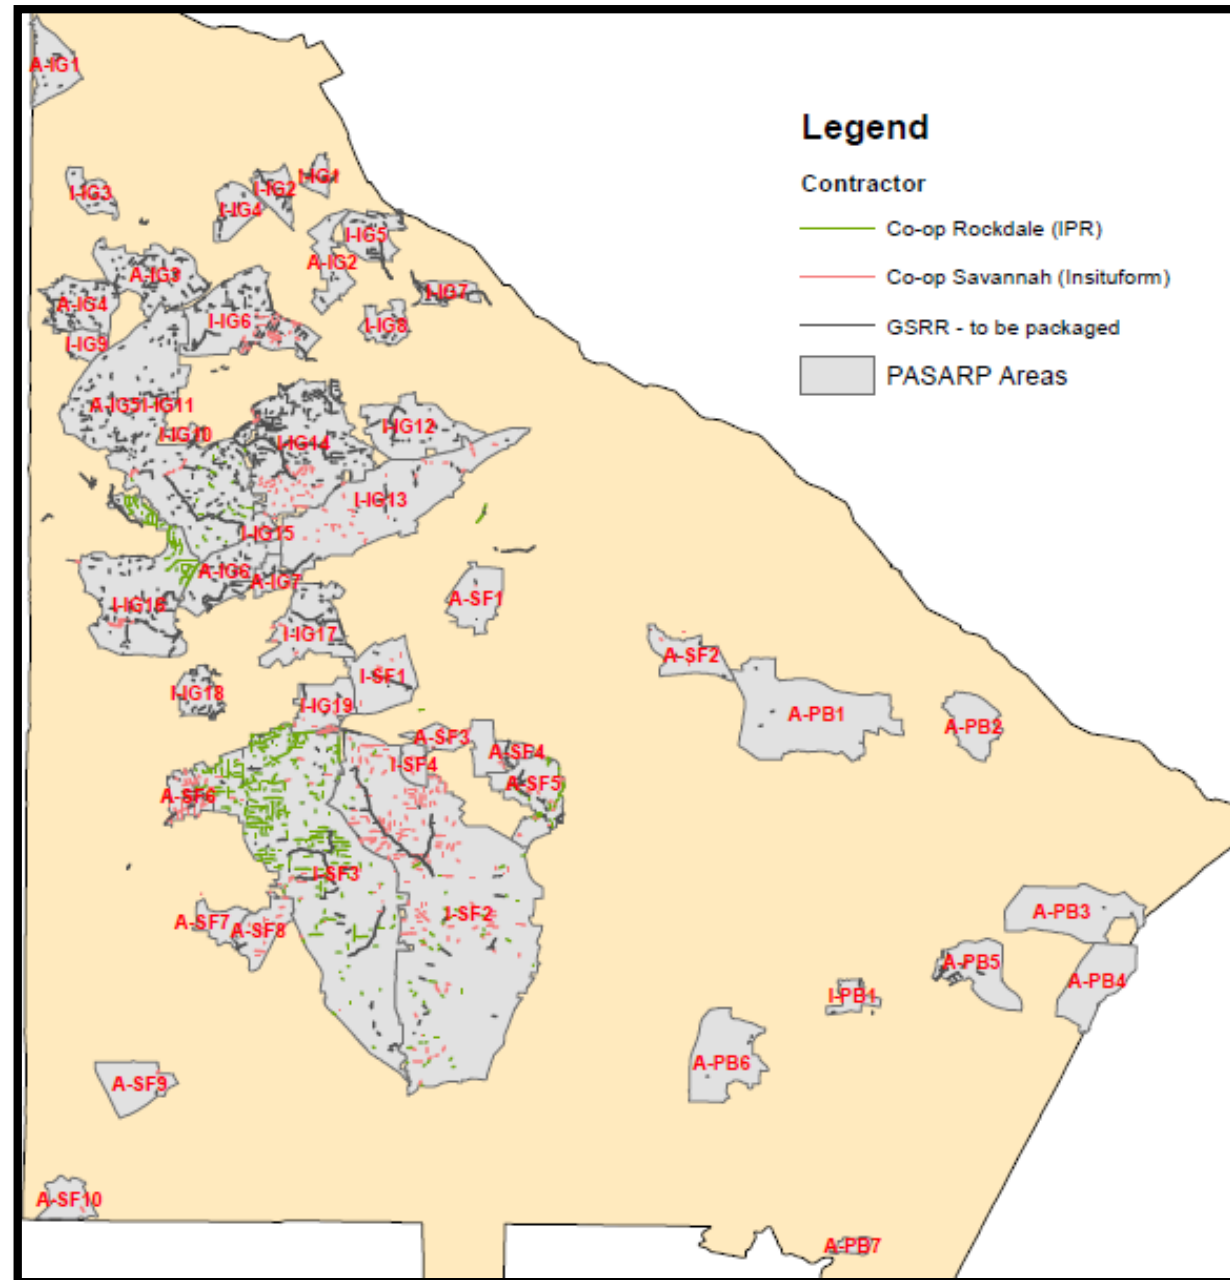 A-IG1
Legend
Contractor
Co-op Rockdale (IPR)
Co-op Savannah (Insituform)
GSRR - to be packaged
PASARP Areas
I-IG1
I-IG2
I-IG3
I-IG4
I-IG5
A-IG2
A-IG3
A-IG4
I-IG7
I-IG6
I-IG8
I-IG9
A-IG5
I-IG11
I-IG10
I-IG14
I-IG12
I-IG13
I-IG15
A-IG6
A-IG7
I-IG16
A-SF1
I-IG17
A-SF2
I-SF1
I-IG18
I-IG19
A-PB1
A-PB2
A-SF3
A-SF4
I-SF4
A-SF5
A-SF6
I-SF3
I-SF2
A-SF7
A-SF8
A-PB3
A-PB5
A-PB4
I-PB1
A-PB6
A-SF9
A-SF10
A-PB7